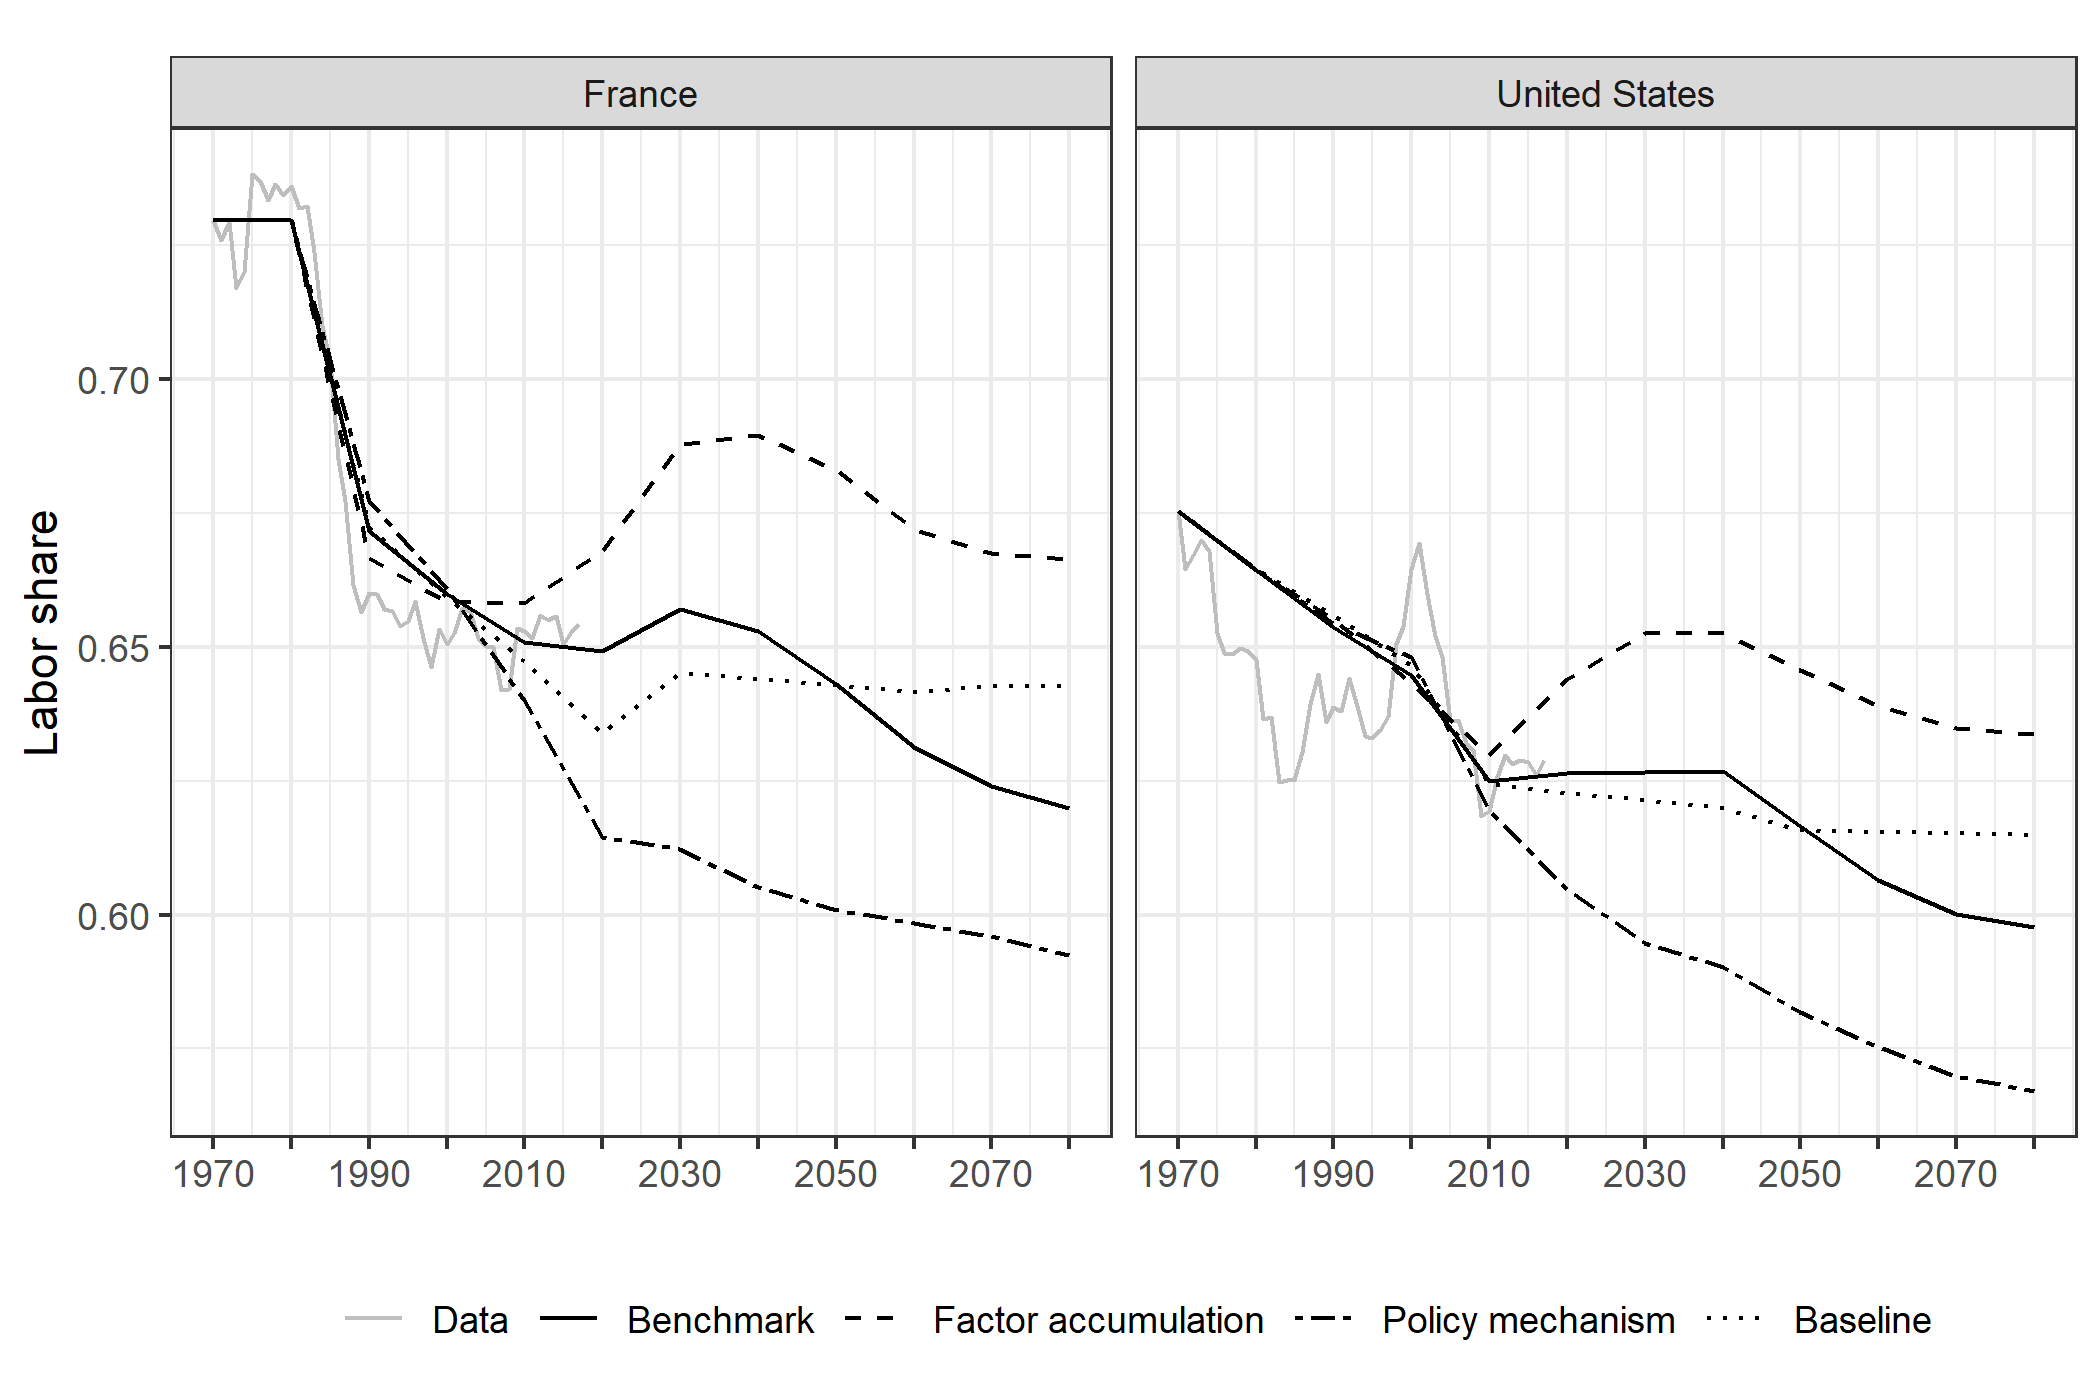 France
United States
Labor share
0.70
0.65
0.60
1970 1990 2010 2030 2050 2070
1970 1990 2010 2030 2050 2070
Data Benchmark Factor accumulation Policy mechanism Baseline